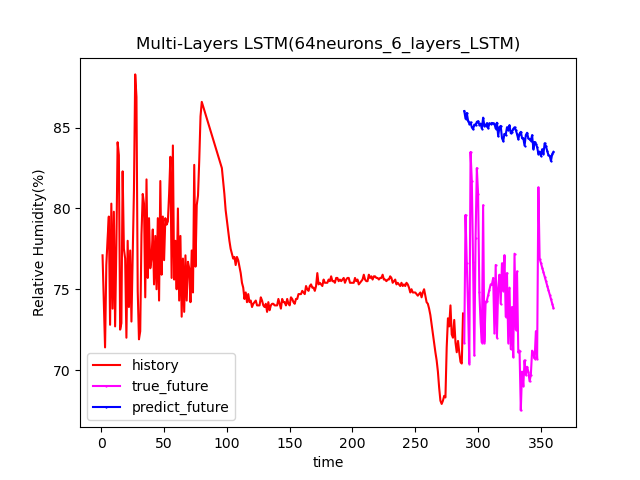 Multi-Layers LSTM(64neurons_6_layers_LSTM)
Relative Humidity(%)
85
80
75
70
history
true_future
predict_future
0
50
100
150
200
250
300
350
time